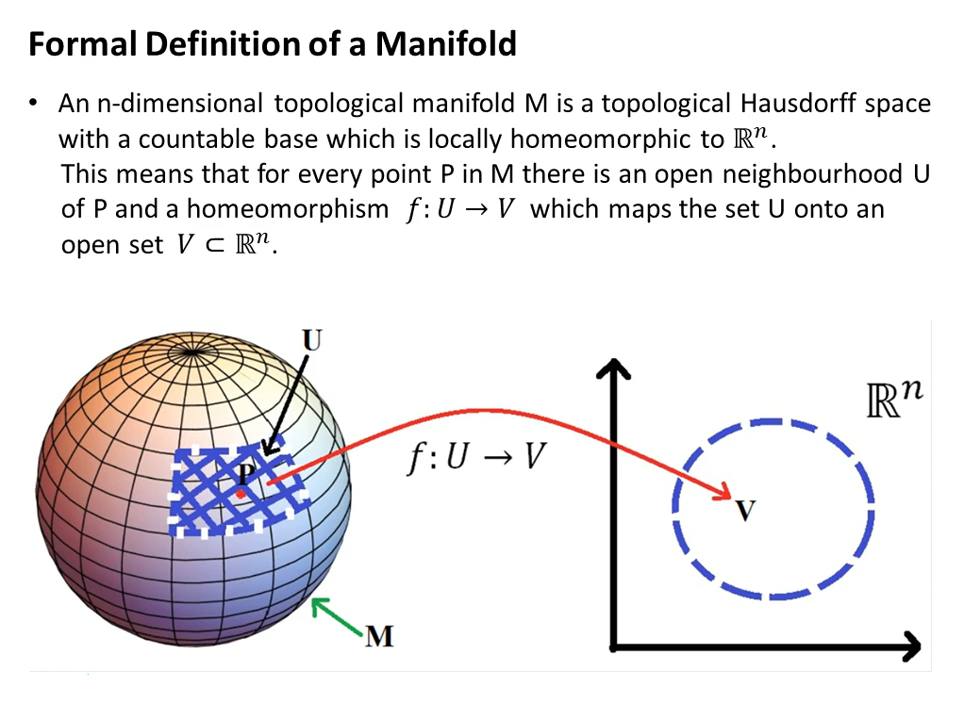 Formal Definition of a Manifold
• An n-dimensional topological manifold M is a topological Hausdorff space
with a countable base which is locally homeomorphic to ℝⁿ.
This means that for every point P in M there is an open neighbourhood U
of P and a homeomorphism f: U → V which maps the set U onto an
open set V ⊂ ℝⁿ.
U
P
f: U → V
M
ℝⁿ
V